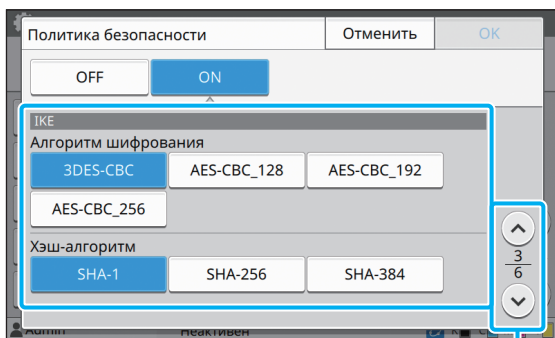 Политика безопасности Отменить OK
OFF ON
IKE
Алгоритм шифрования
3DES-CBC AES-CBC_128 AES-CBC_192
AES-CBC_256
Хэш-алгоритм
SHA-1 SHA-256 SHA-384
3
6
Admin Неактивен K C